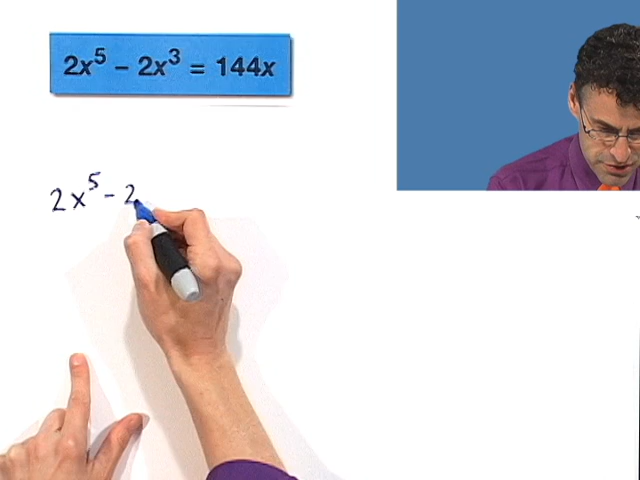 2x⁵ − 2x³ = 144x
2x⁵ − 2